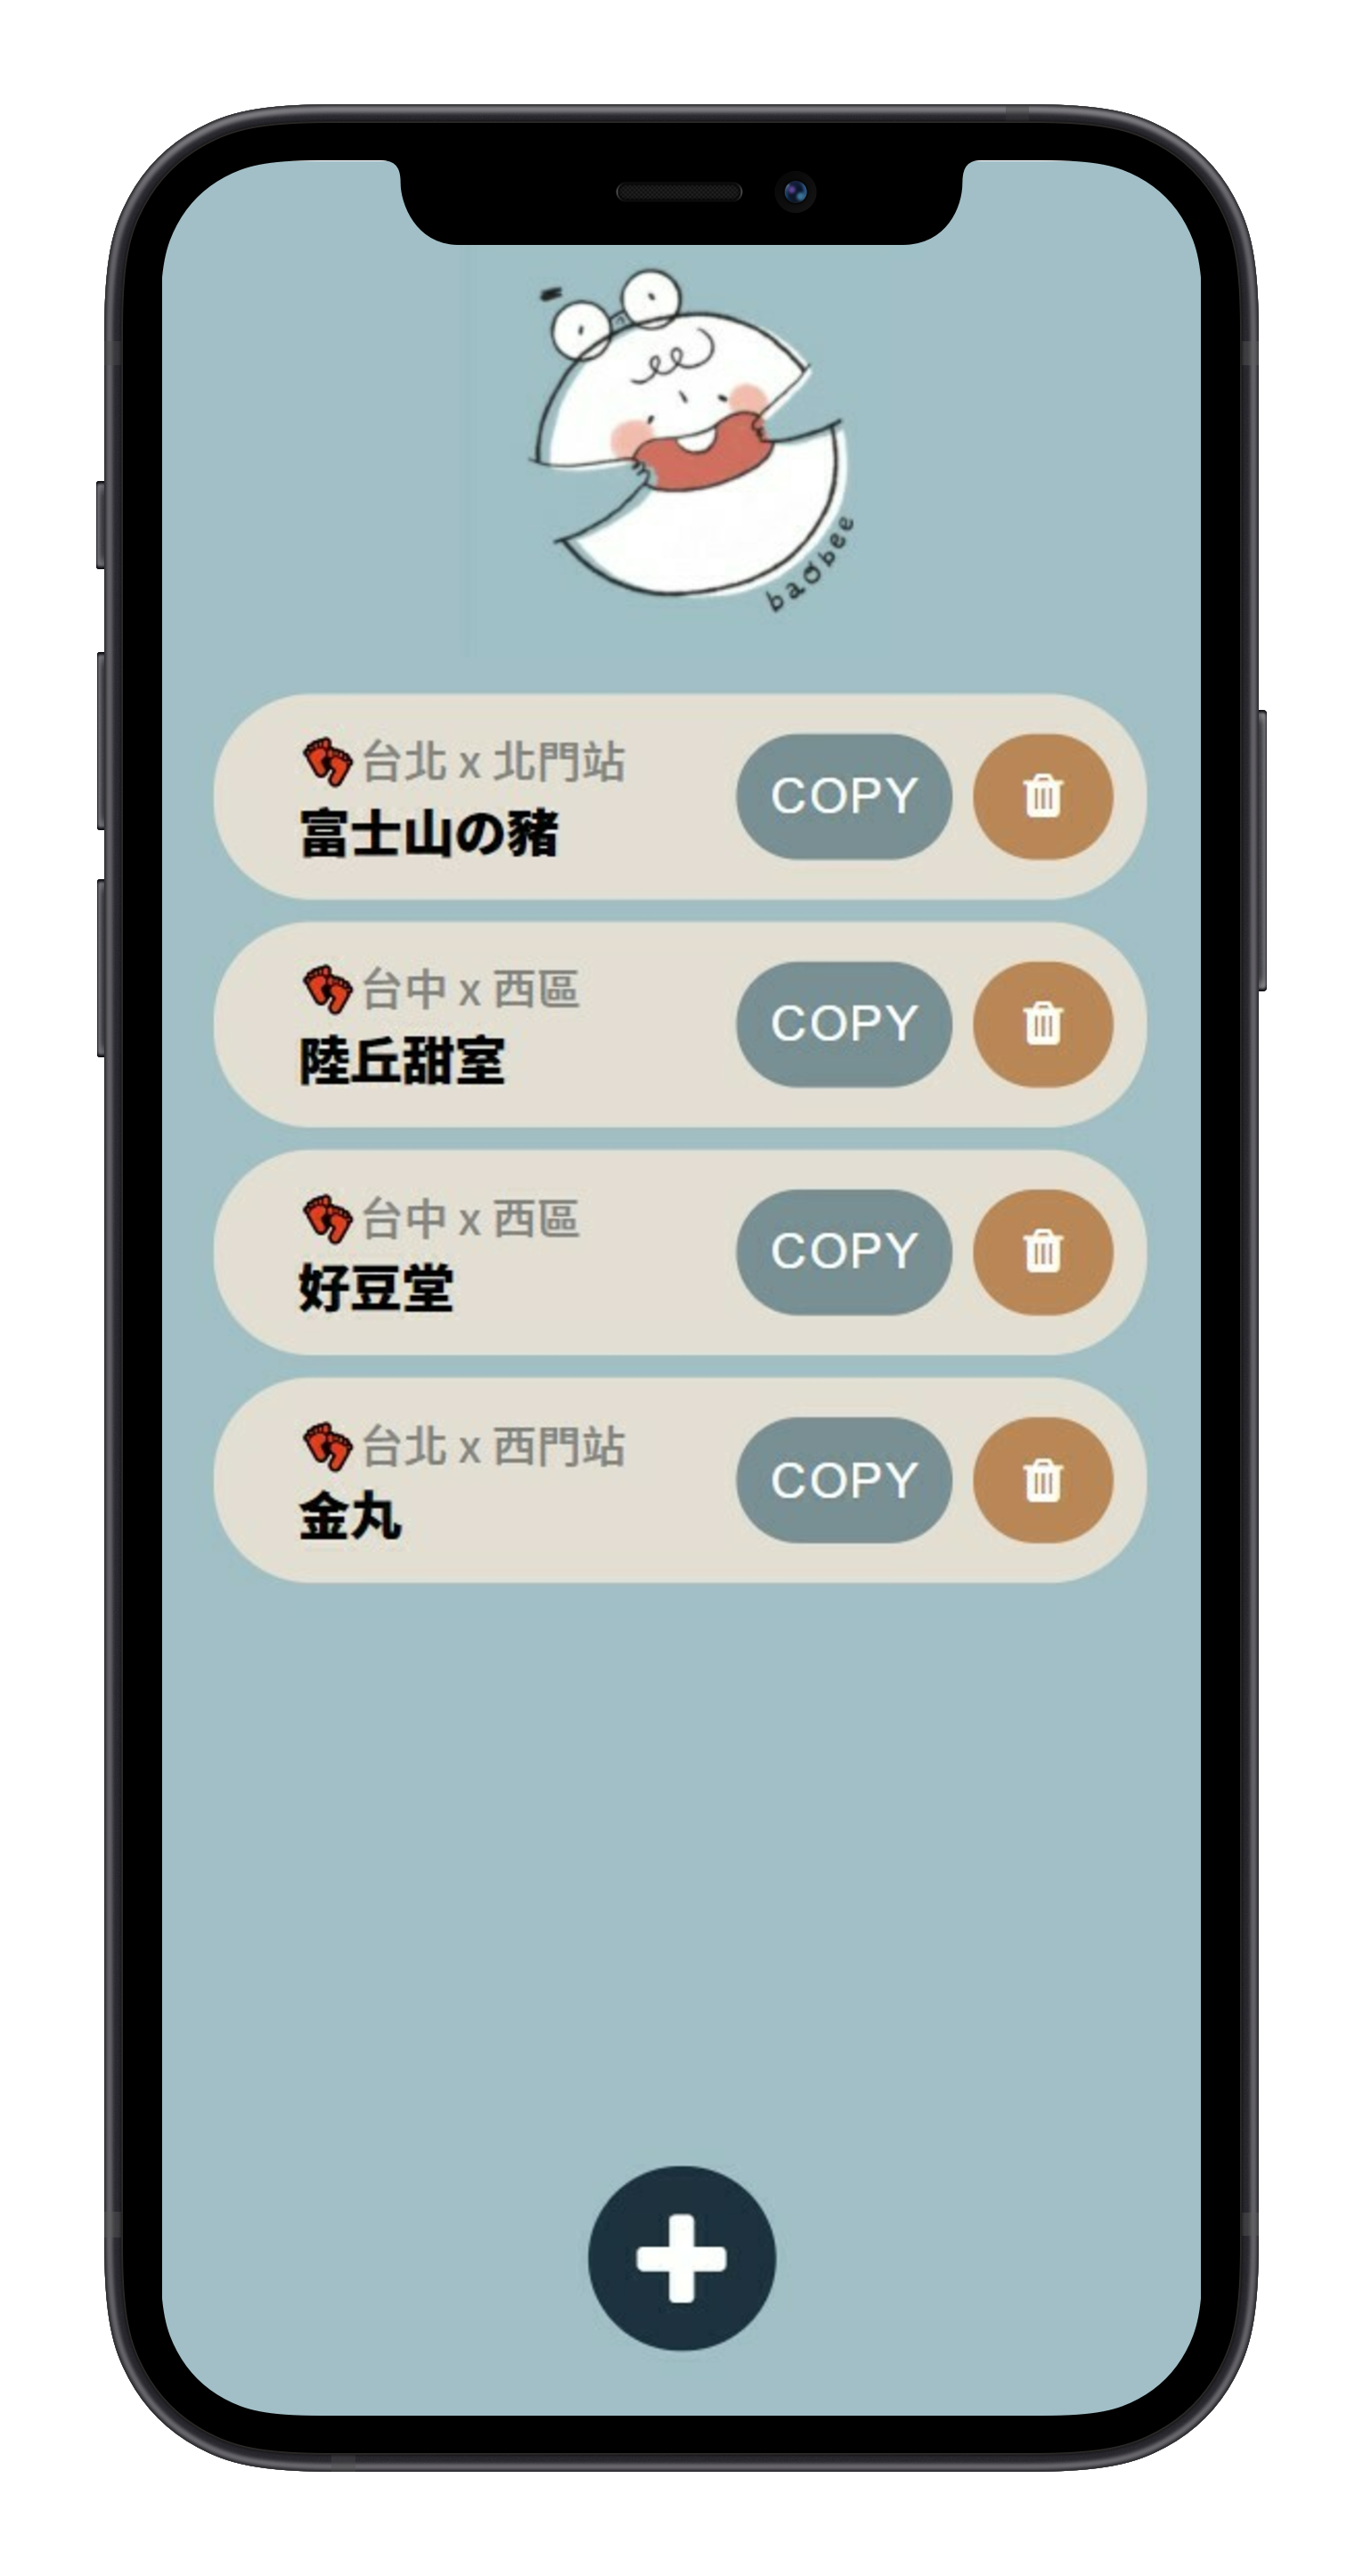 baobee
👣台北 x 北門站
富士山の豬
COPY
👣台中 x 西區
陸丘甜室
COPY
👣台中 x 西區
好豆堂
COPY
👣台北 x 西門站
金丸
COPY